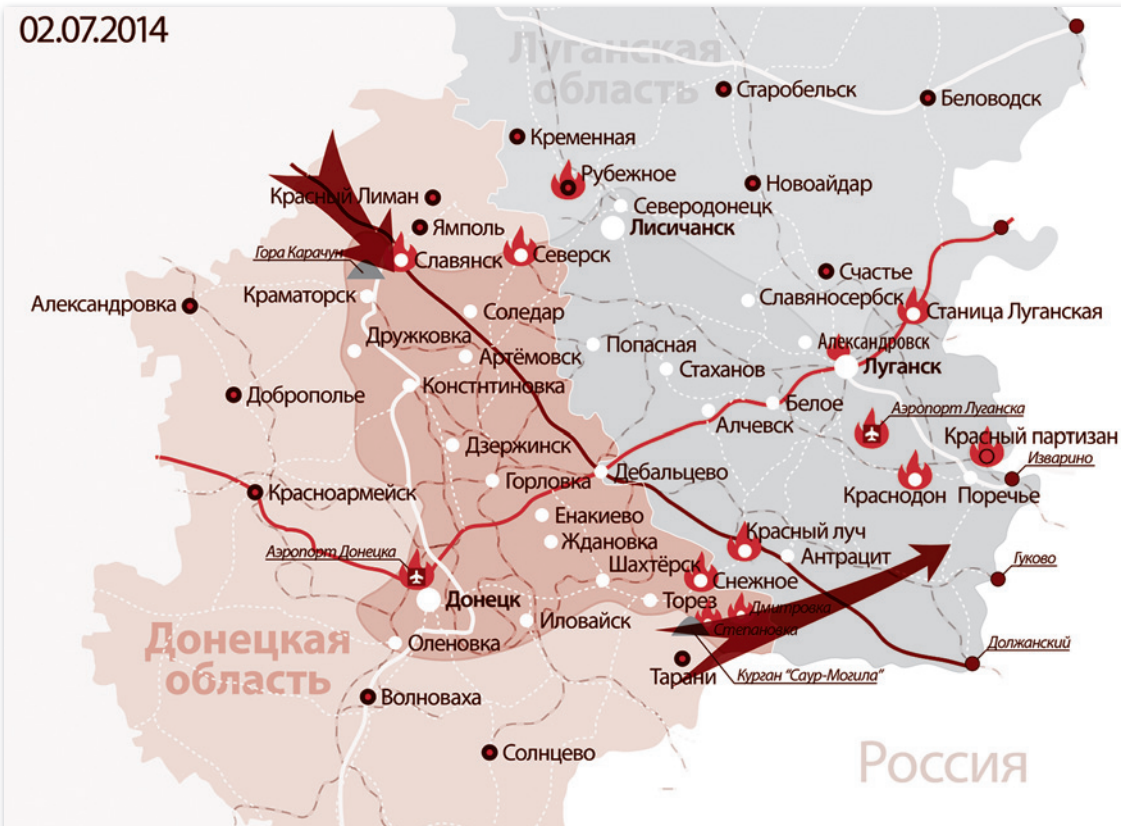 02.07.2014
Луганская
область
Старобельск
Беловодск
Кременная
Рубежное
Новоайдар
Красный Лиман
Северодонецк
Лисичанск
Ямполь
Гора Карачун
Славянск
Северск
Счастье
Александровка
Краматорск
Славяносербск
Соледар
Станица Луганская
Дружковка
Попасная
Александровск
Артёмовск
Стаханов
Луганск
Констнтиновка
Доброполье
Белое
Алчевск
Аэропорт Луганска
Дзержинск
Красный партизан
Изварино
Дебальцево
Горловка
Красноармейск
Краснодон
Поречье
Енакиево
Красный луч
Ждановка
Аэропорт Донецка
Антрацит
Гуково
Шахтёрск
Снежное
Донецк
Торез
Дмитровка
Иловайск
Степановка
Оленовка
Должанский
Донецкая
область
Тарани
Курган "Саур-Могила"
Волноваха
Солнцево
Россия